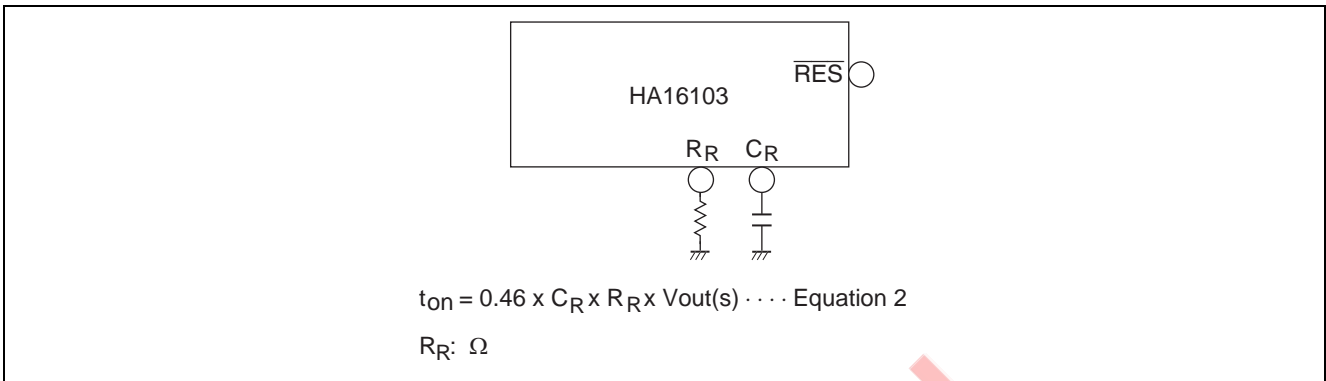 RES
HA16103
RR CR
ton = 0.46 x CR x RR x Vout(s) · · · · Equation 2
RR: Ω